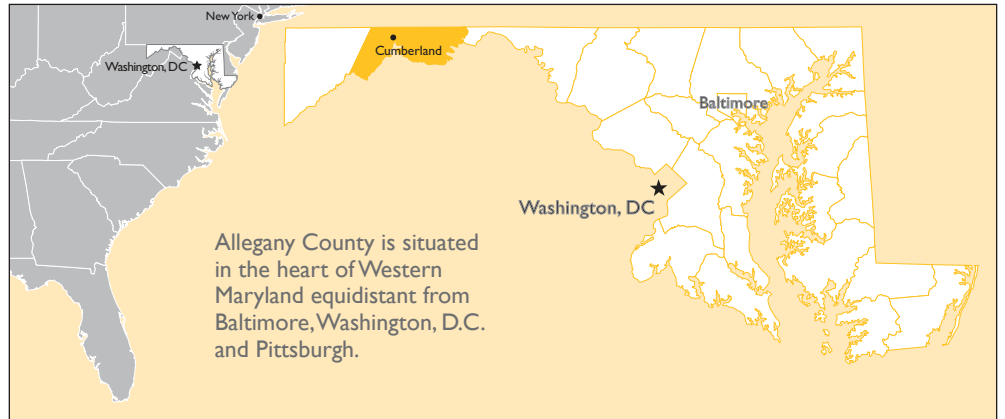 New York
Washington, DC
Cumberland
Baltimore
Washington, DC
Allegany County is situated
in the heart of Western
Maryland equidistant from
Baltimore, Washington, D.C.
and Pittsburgh.